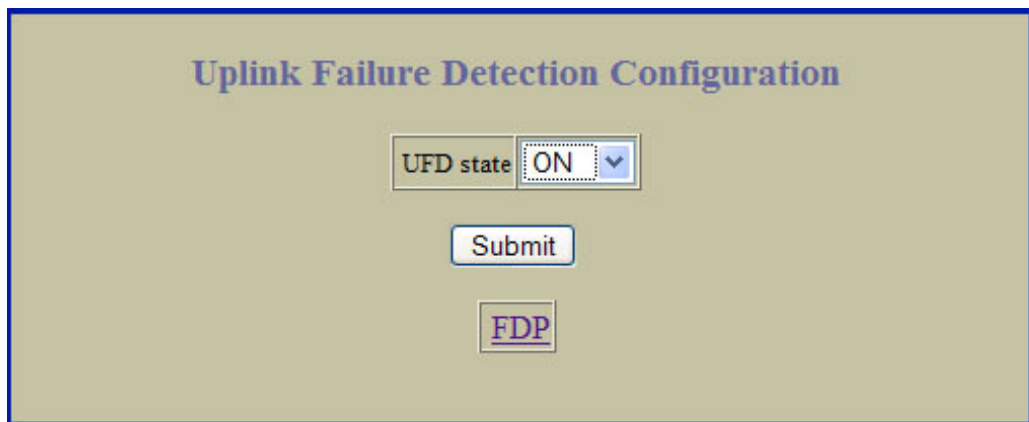 Uplink Failure Detection Configuration
UFD state ON
Submit
FDP